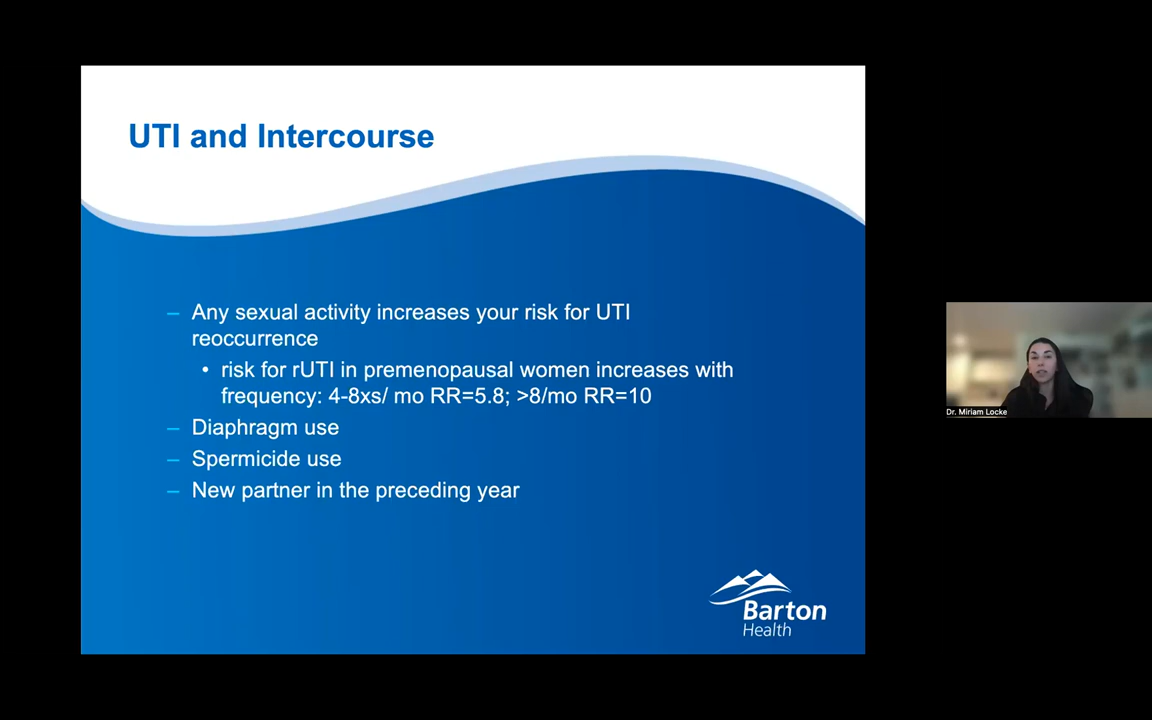 UTI and Intercourse
– Any sexual activity increases your risk for UTI
reoccurrence
• risk for rUTI in premenopausal women increases with
frequency: 4-8xs/ mo RR=5.8; >8/mo RR=10
– Diaphragm use
– Spermicide use
– New partner in the preceding year
Barton
Health
Dr. Miriam Locke